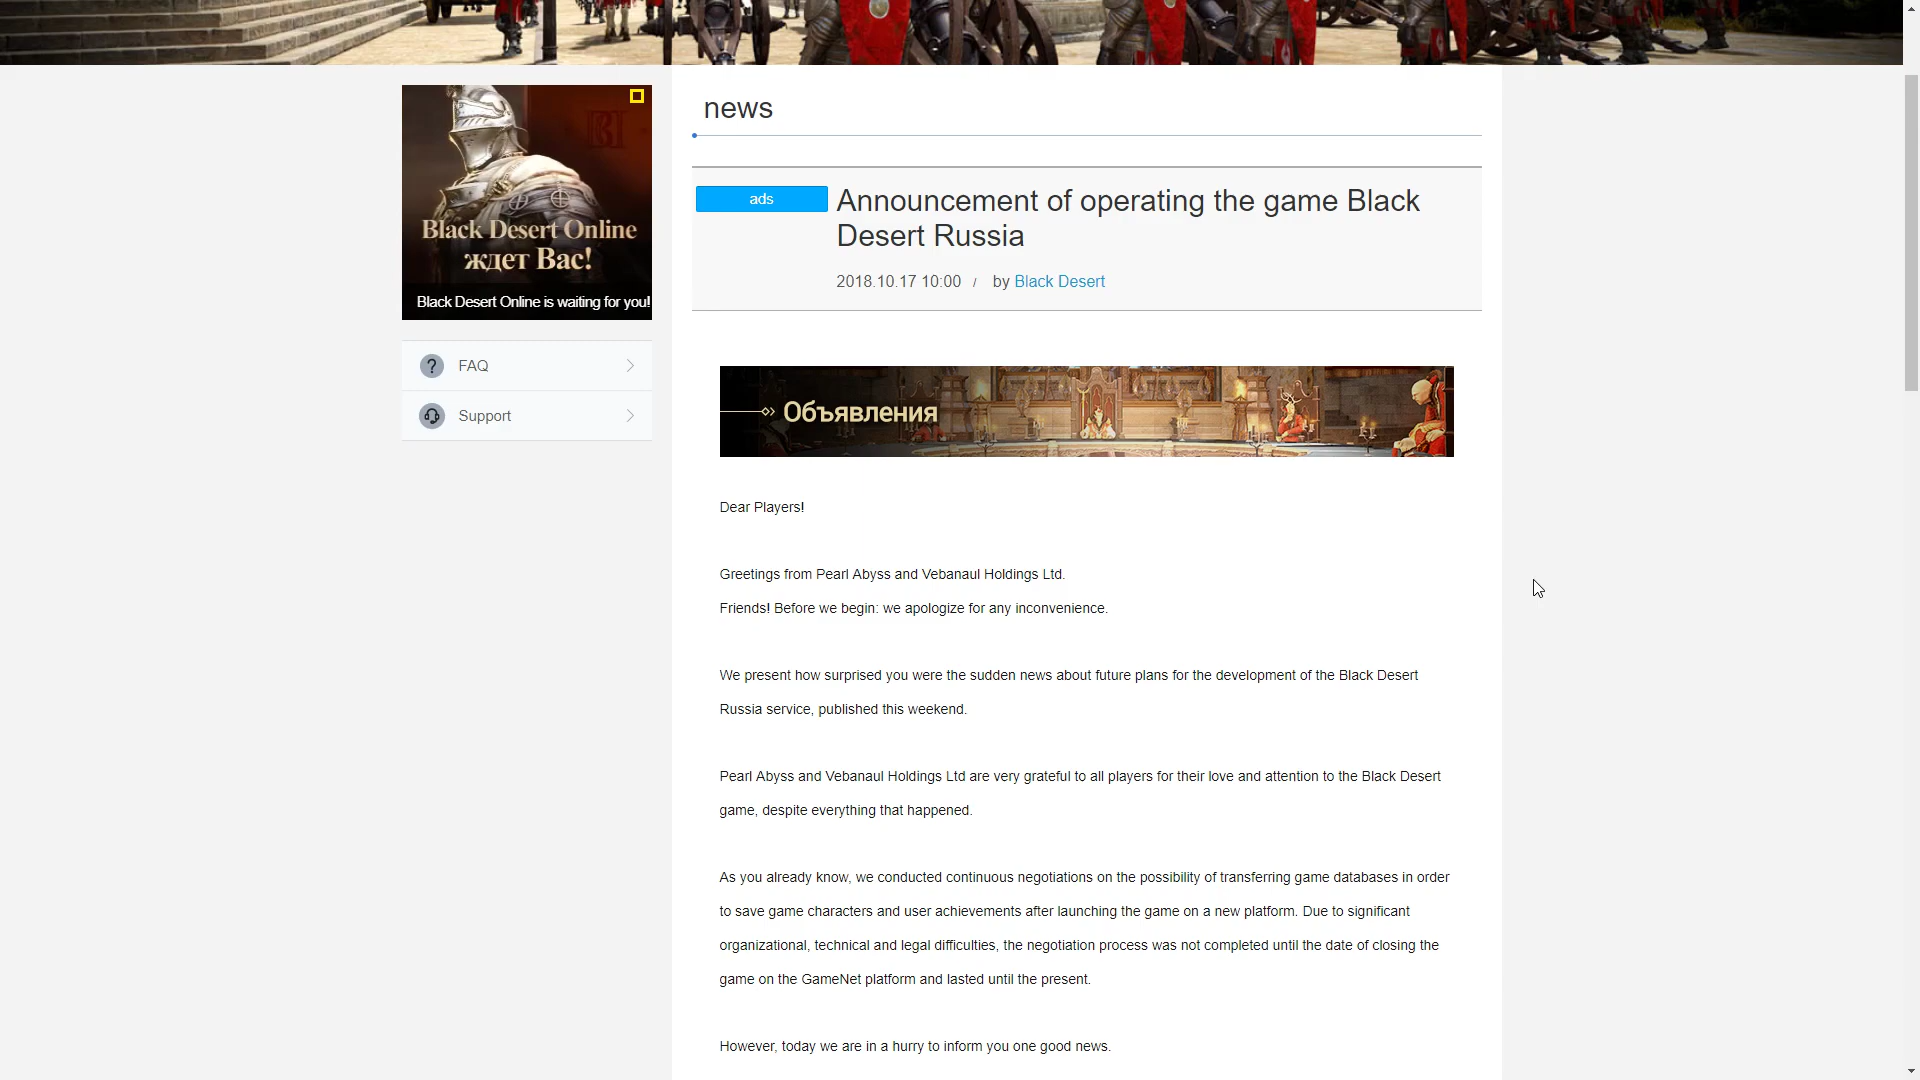 Black Desert Online
ждет Вас!
Black Desert Online is waiting for you!
FAQ
Support
news
ads
Announcement of operating the game Black
Desert Russia
2018.10.17 10:00 / by Black Desert
Объявления
Dear Players!
Greetings from Pearl Abyss and Vebanaul Holdings Ltd.
Friends! Before we begin: we apologize for any inconvenience.
We present how surprised you were the sudden news about future plans for the development of the Black Desert
Russia service, published this weekend.
Pearl Abyss and Vebanaul Holdings Ltd are very grateful to all players for their love and attention to the Black Desert
game, despite everything that happened.
As you already know, we conducted continuous negotiations on the possibility of transferring game databases in order
to save game characters and user achievements after launching the game on a new platform. Due to significant
organizational, technical and legal difficulties, the negotiation process was not completed until the date of closing the
game on the GameNet platform and lasted until the present.
However, today we are in a hurry to inform you one good news.